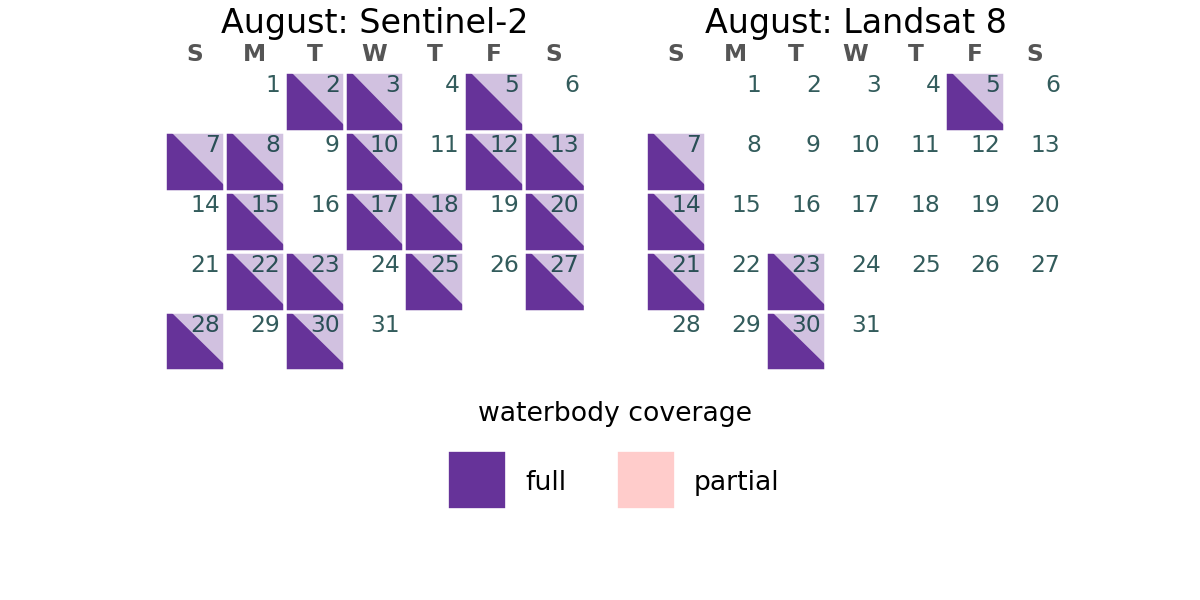 August: Sentinel-2
S M T W T F S
1 2 3 4 5 6
7 8 9 10 11 12 13
14 15 16 17 18 19 20
21 22 23 24 25 26 27
28 29 30 31
August: Landsat 8
S M T W T F S
1 2 3 4 5 6
7 8 9 10 11 12 13
14 15 16 17 18 19 20
21 22 23 24 25 26 27
28 29 30 31
waterbody coverage
full partial